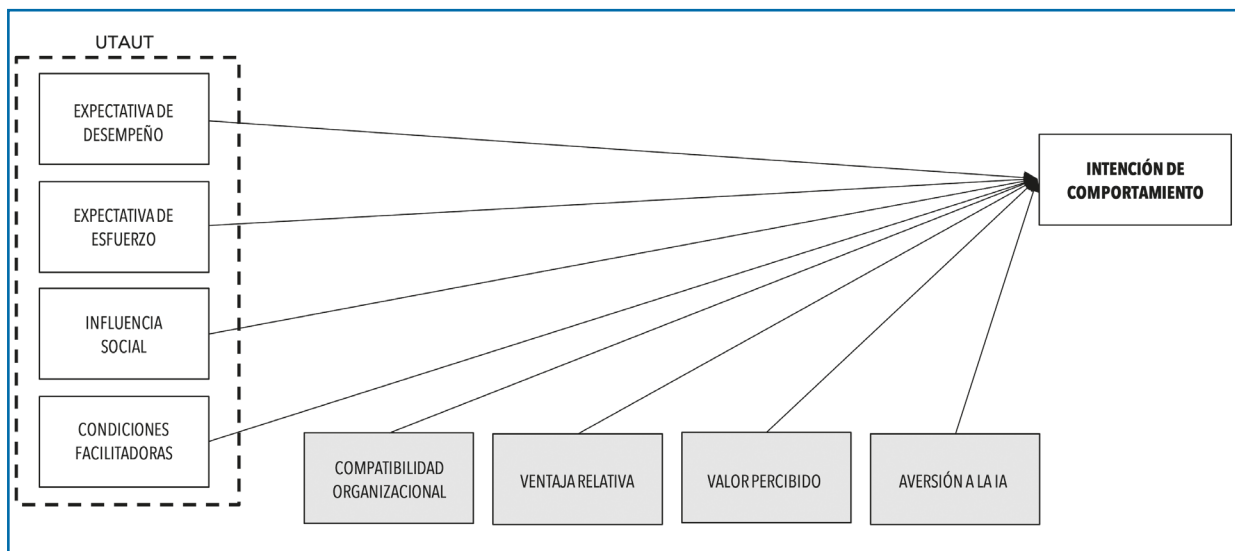 UTAUT
EXPECTATIVA DE
DESEMPEÑO
EXPECTATIVA DE
ESFUERZO
INFLUENCIA
SOCIAL
CONDICIONES
FACILITADORAS
INTENCIÓN DE
COMPORTAMIENTO
COMPATIBILIDAD
ORGANIZACIONAL
VENTAJA RELATIVA
VALOR PERCIBIDO
AVERSIÓN A LA IA